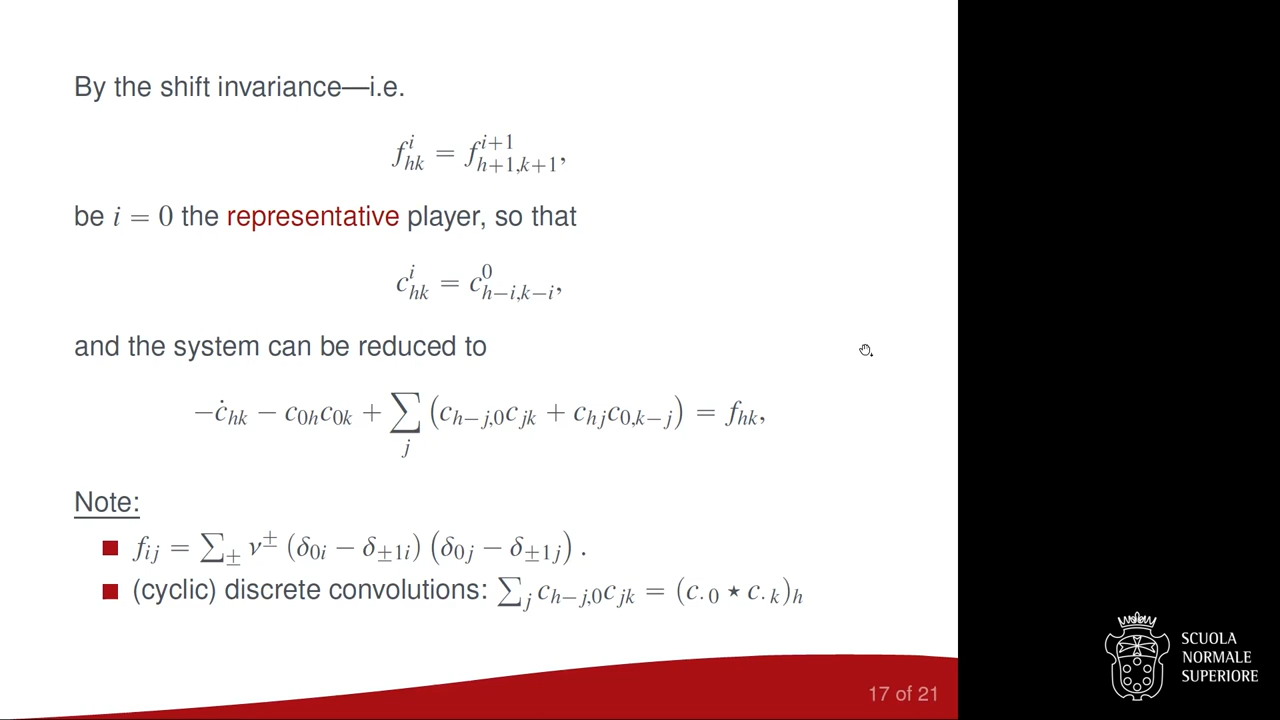 By the shift invariance—i.e.
f^i_{hk} = f^{i+1}_{h+1,k+1},
be i = 0 the representative player, so that
c^i_{hk} = c^0_{h−i,k−i},
and the system can be reduced to
−ċ_{hk} − c_{0h}c_{0k} + ∑_j (c_{h−j,0}c_{jk} + c_{hj}c_{0,k−j}) = f_{hk},
Note:
■ f_{ij} = ∑_± ν^± (δ_{0i} − δ_{±1i}) (δ_{0j} − δ_{±1j}) .
■ (cyclic) discrete convolutions: ∑_j c_{h−j,0}c_{jk} = (c_{·0} ⋆ c_{·k})_h
17 of 21
SCUOLA
NORMALE
SUPERIORE